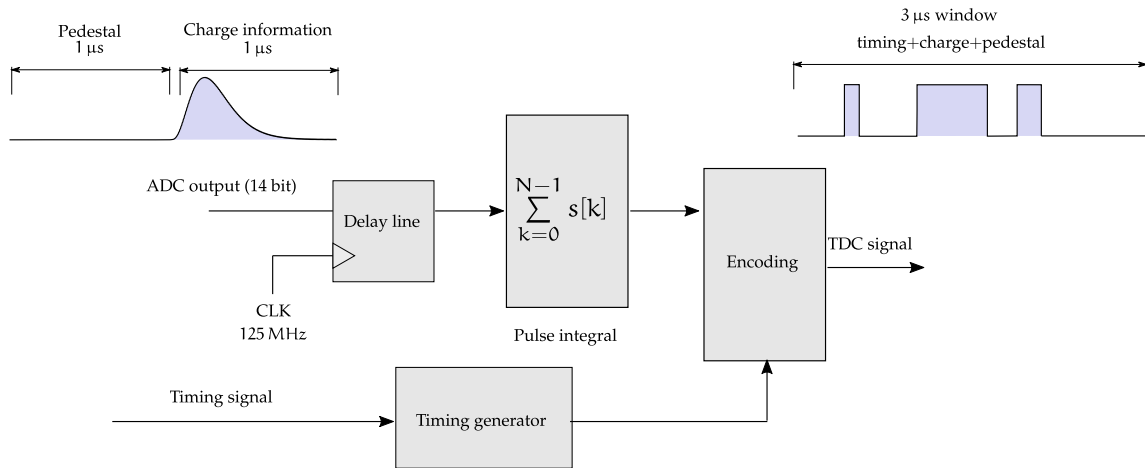 Pedestal
1 μs
Charge information
1 μs
3 μs window
timing+charge+pedestal
ADC output (14 bit)
Delay line
CLK
125 MHz
N−1
∑ s[k]
k=0
Pulse integral
Encoding
TDC signal
Timing signal
Timing generator